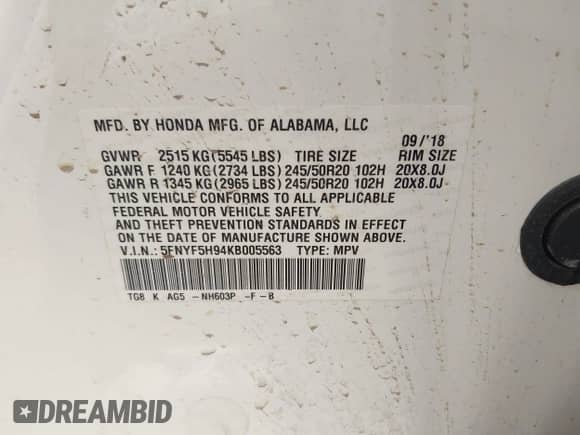 MFD. BY HONDA MFG. OF ALABAMA, LLC
09/'18
GVWR 2515 KG(5545 LBS) TIRE SIZE RIM SIZE
GAWR F 1240 KG(2734 LBS)245/50R20 102H 20X8.0J
GAWR R 1345 KG(2965 LBS)245/50R20 102H 20X8.0J
THIS VEHICLE CONFORMS TO ALL APPLICABLE
FEDERAL MOTOR VEHICLE SAFETY
AND THEFT PREVENTION STANDARDS IN EFFECT
ON THE DATE OF MANUFACTURE SHOWN ABOVE.
V.I.N.: 5FNYF5H94KB005563 TYPE: MPV
TG8 K AG5 -NH603P -F -B
DREAMBID